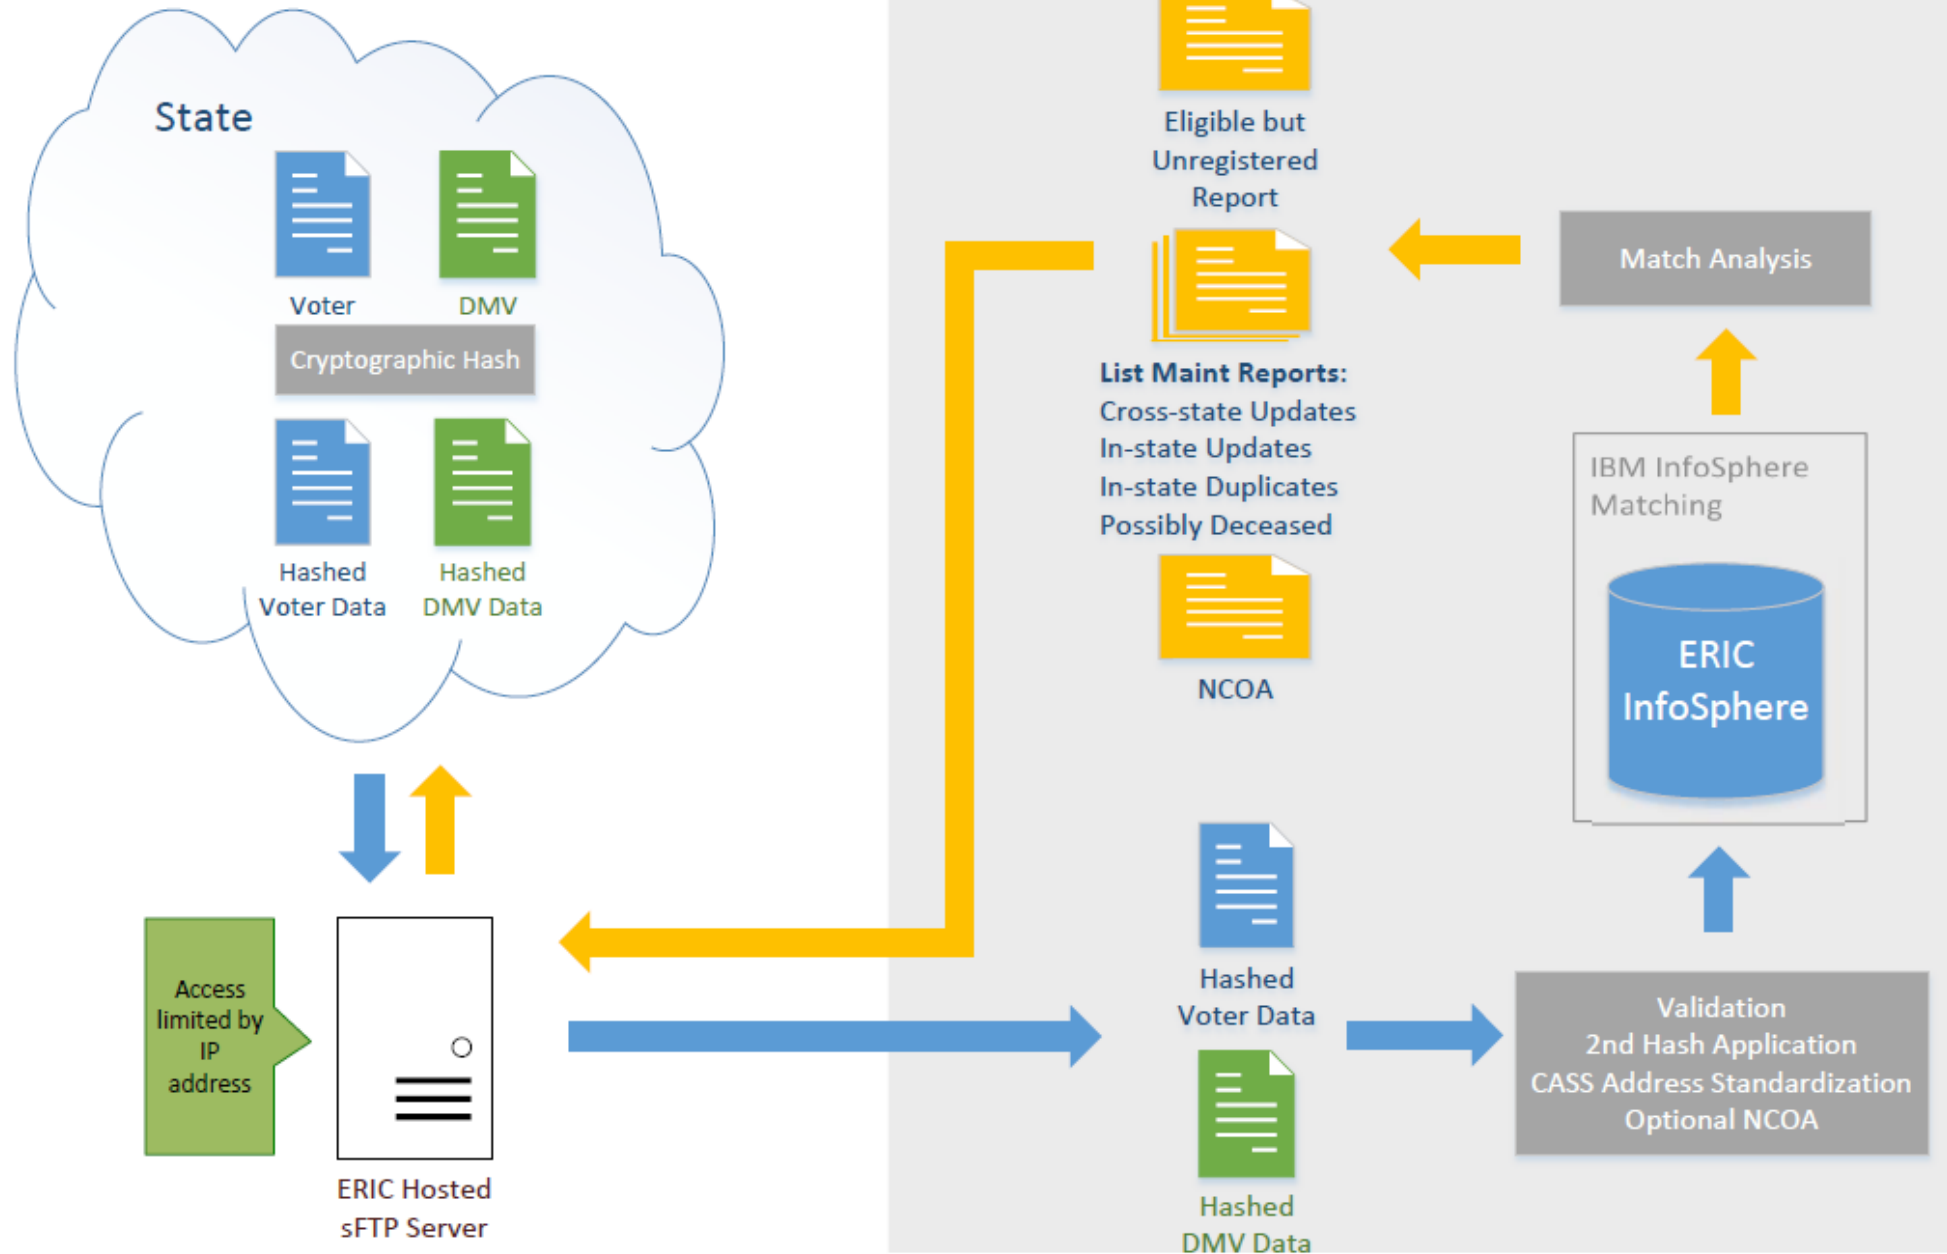 State
Voter
DMV
Cryptographic Hash
Hashed
Voter Data
Hashed
DMV Data
Access
limited by
IP
address
ERIC Hosted
sFTP Server
Eligible but
Unregistered
Report
List Maint Reports:
Cross-state Updates
In-state Updates
In-state Duplicates
Possibly Deceased
NCOA
Hashed
Voter Data
Hashed
DMV Data
Match Analysis
IBM InfoSphere
Matching
ERIC
InfoSphere
Validation
2nd Hash Application
CASS Address Standardization
Optional NCOA